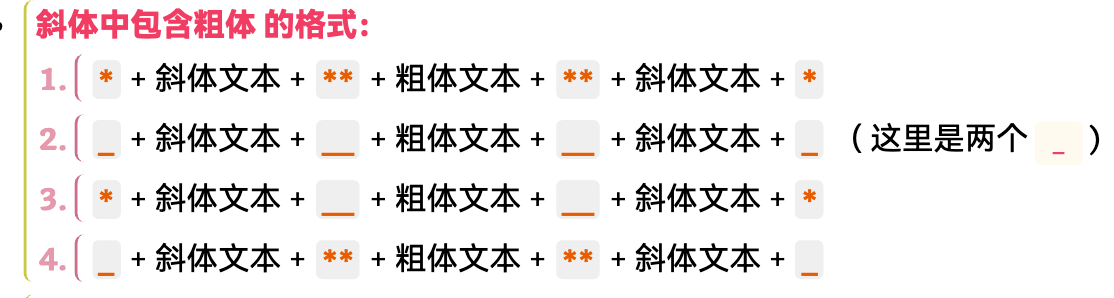 斜体中包含粗体 的格式:
1. * + 斜体文本 + ** + 粗体文本 + ** + 斜体文本 + *
2. _ + 斜体文本 + __ + 粗体文本 + __ + 斜体文本 + _ （这里是两个 _ ）
3. * + 斜体文本 + __ + 粗体文本 + __ + 斜体文本 + *
4. _ + 斜体文本 + ** + 粗体文本 + ** + 斜体文本 + _